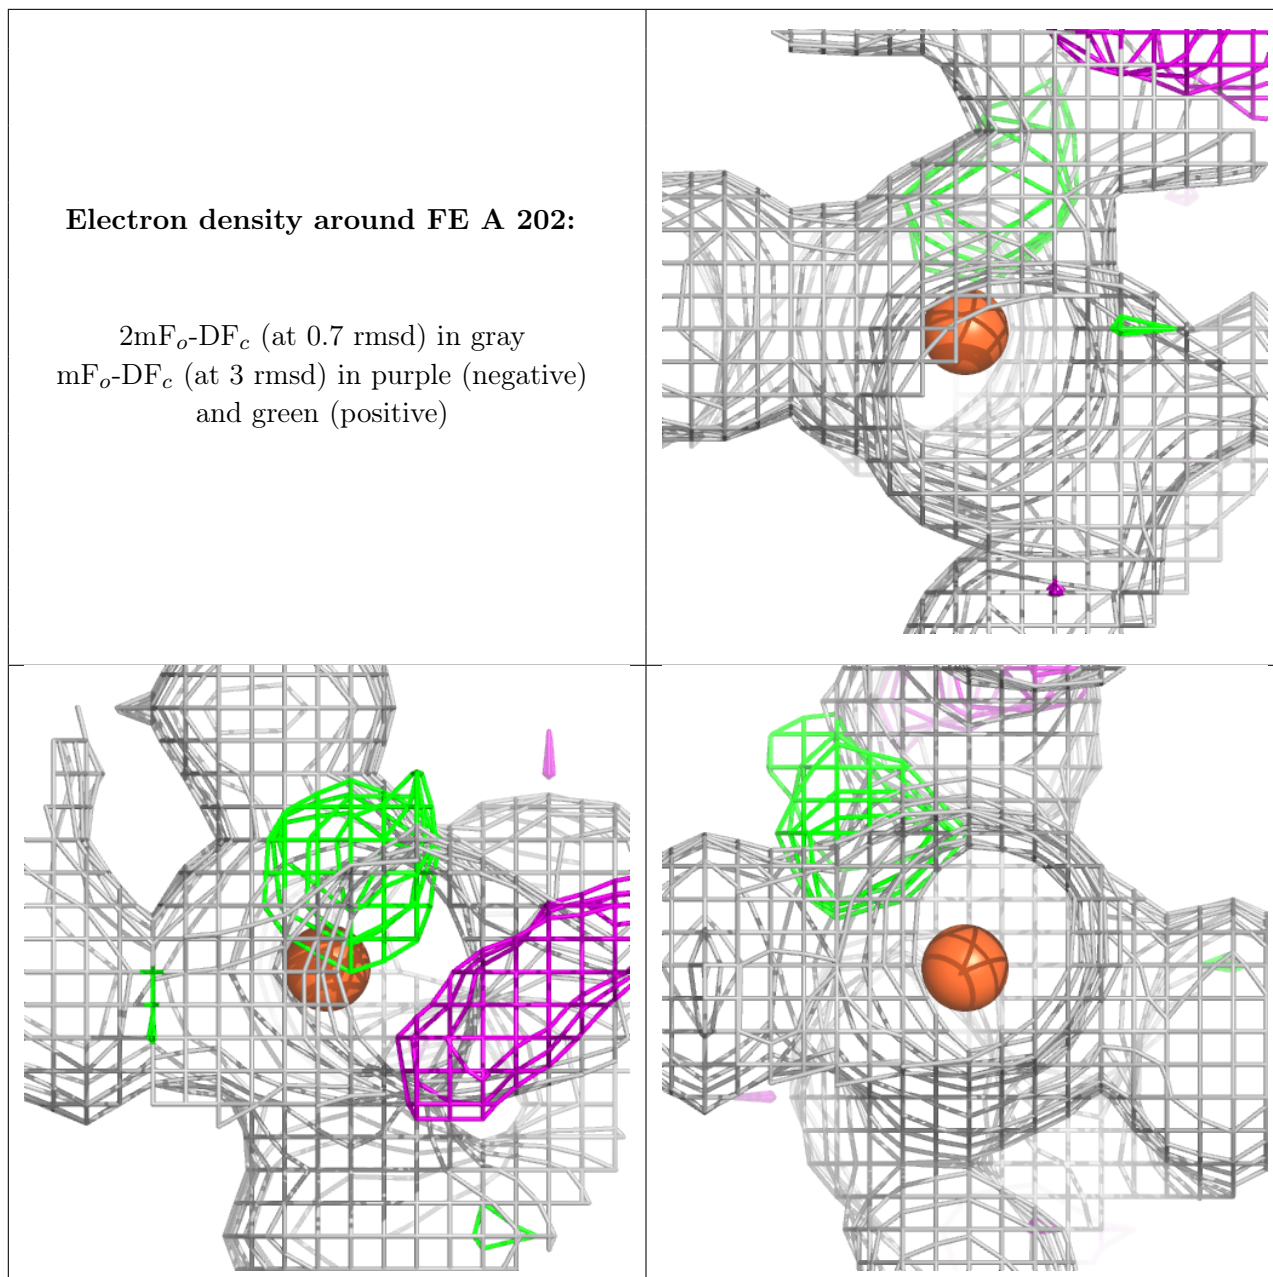 Electron density around FE A 202:
2mFo-DFc (at 0.7 rmsd) in gray
mFo-DFc (at 3 rmsd) in purple (negative)
and green (positive)